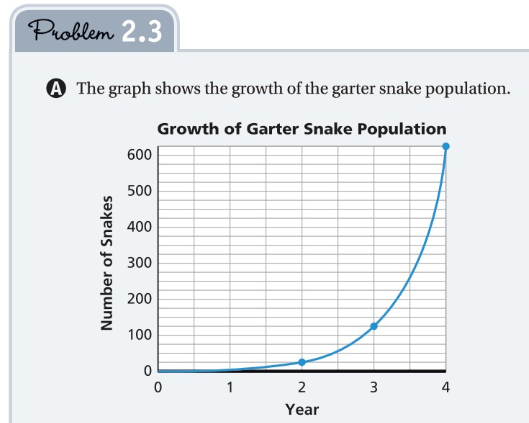 Problem 2.3
A The graph shows the growth of the garter snake population.
Growth of Garter Snake Population
600
500
400
300
200
100
0
Number of Snakes
0 1 2 3 4
Year